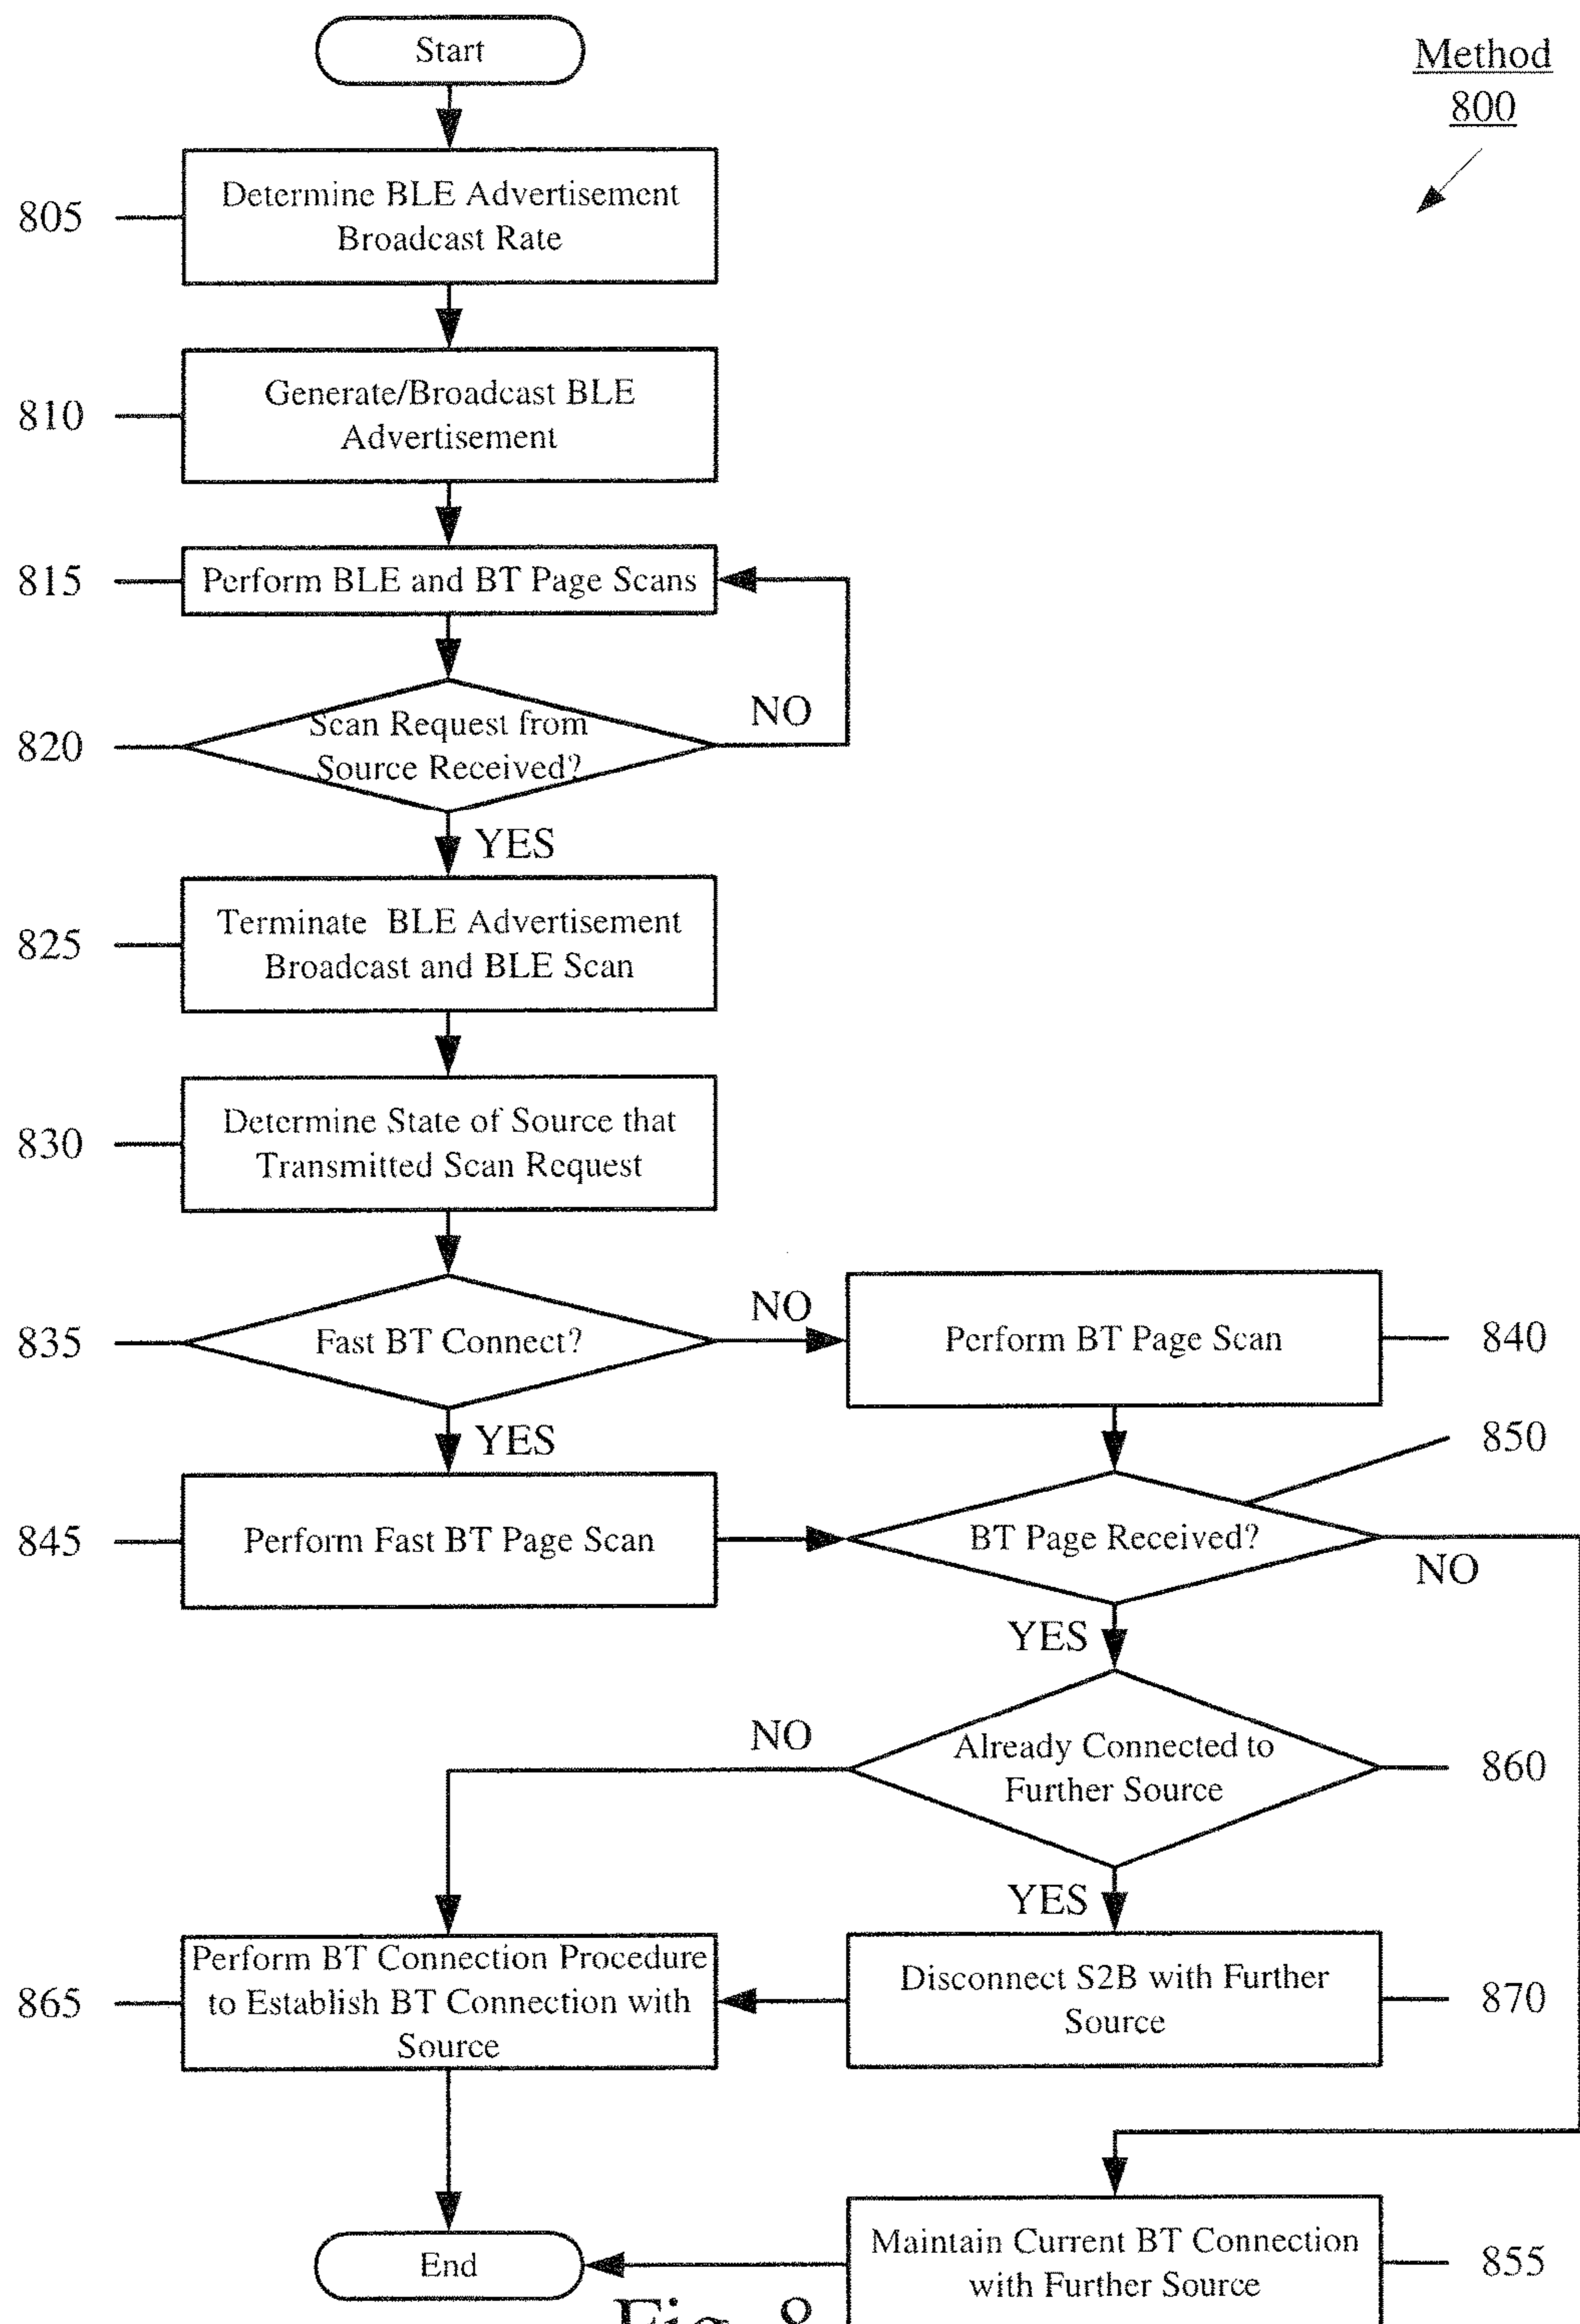 Start
Method
800
805
Determine BLE Advertisement
Broadcast Rate
810
Generate/Broadcast BLE
Advertisement
815
Perform BLE and BT Page Scans
820
Scan Request from
Source Received?
NO
YES
825
Terminate BLE Advertisement
Broadcast and BLE Scan
830
Determine State of Source that
Transmitted Scan Request
835
Fast BT Connect?
NO
Perform BT Page Scan
840
YES
850
845
Perform Fast BT Page Scan
BT Page Received?
NO
YES
NO
Already Connected to
Further Source
860
YES
865
Perform BT Connection Procedure
to Establish BT Connection with
Source
Disconnect S2B with Further
Source
870
End
Maintain Current BT Connection
with Further Source
855
Fig. 8